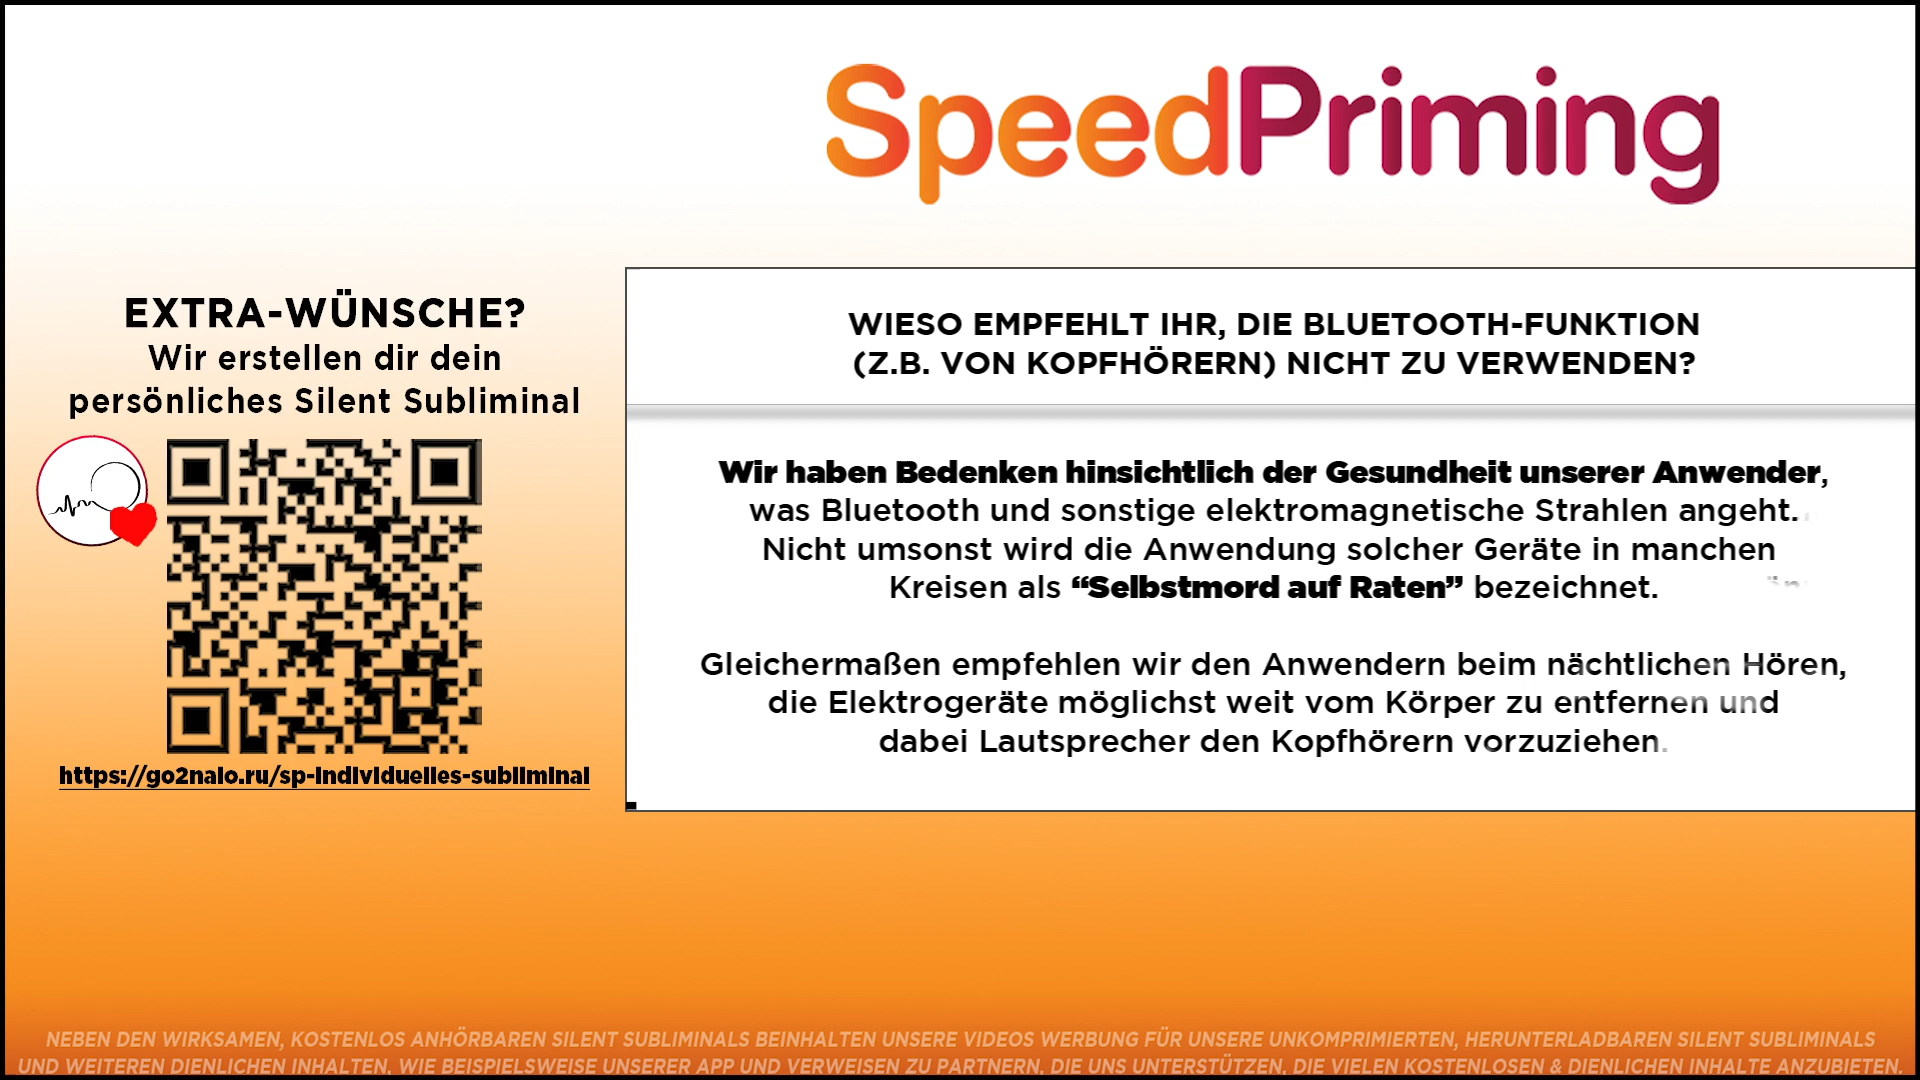 SpeedPriming
EXTRA-WÜNSCHE?
Wir erstellen dir dein
persönliches Silent Subliminal
https://go2nalo.ru/sp-individuelles-subliminal
WIESO EMPFEHLT IHR, DIE BLUETOOTH-FUNKTION
(Z.B. VON KOPFHÖRERN) NICHT ZU VERWENDEN?
Wir haben Bedenken hinsichtlich der Gesundheit unserer Anwender,
was Bluetooth und sonstige elektromagnetische Strahlen angeht.
Nicht umsonst wird die Anwendung solcher Geräte in manchen
Kreisen als “Selbstmord auf Raten” bezeichnet.
Gleichermaßen empfehlen wir den Anwendern beim nächtlichen Hören,
die Elektrogeräte möglichst weit vom Körper zu entfernen und
dabei Lautsprecher den Kopfhörern vorzuziehen.
NEBEN DEN WIRKSAMEN, KOSTENLOS ANHÖRBAREN SILENT SUBLIMINALS BEINHALTEN UNSERE VIDEOS WERBUNG FÜR UNSERE UNKOMPRIMIERTEN, HERUNTERLADBAREN SILENT SUBLIMINALS
UND WEITEREN DIENLICHEN INHALTEN, WIE BEISPIELSWEISE UNSERER APP UND VERWEISEN ZU PARTNERN, DIE UNS UNTERSTÜTZEN, DIE VIELEN KOSTENLOSEN & DIENLICHEN INHALTE ANZUBIETEN.